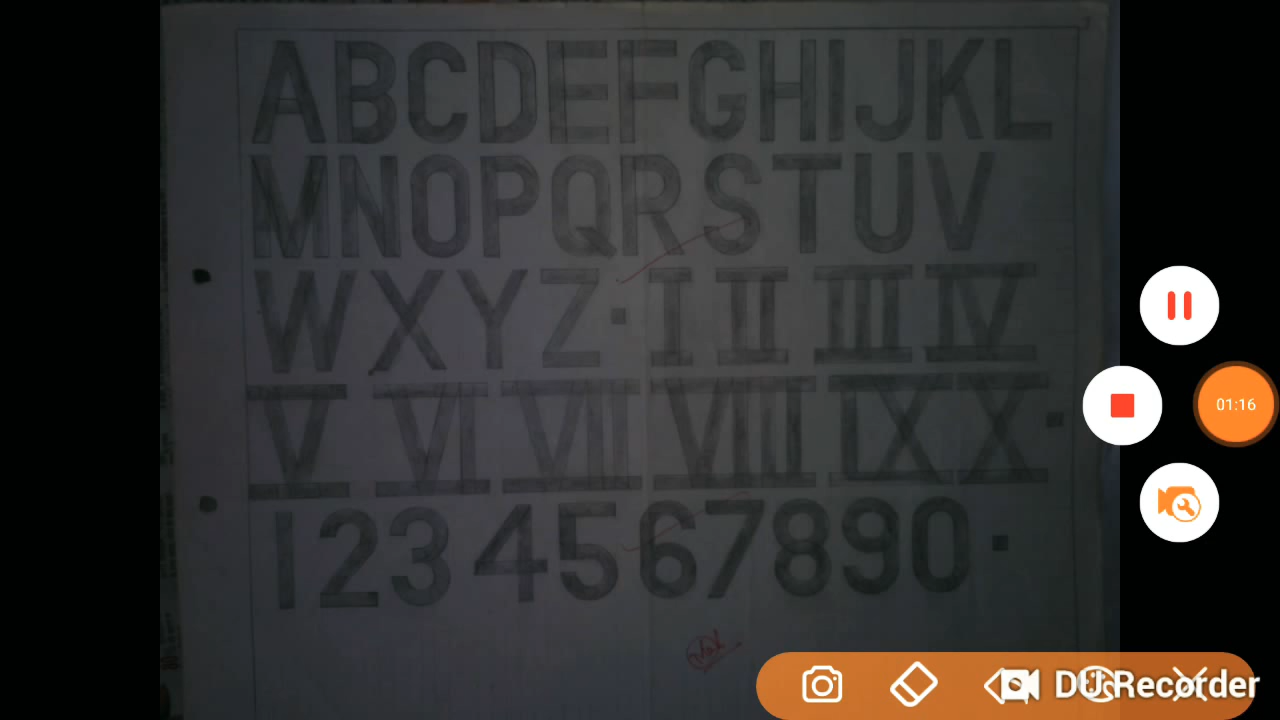 ABCDEFGHIJKL
MNOPQRSTUV
WXYZ. I II III IV
V VI VII VIII IX X.
1234567890.
01:16
DU Recorder